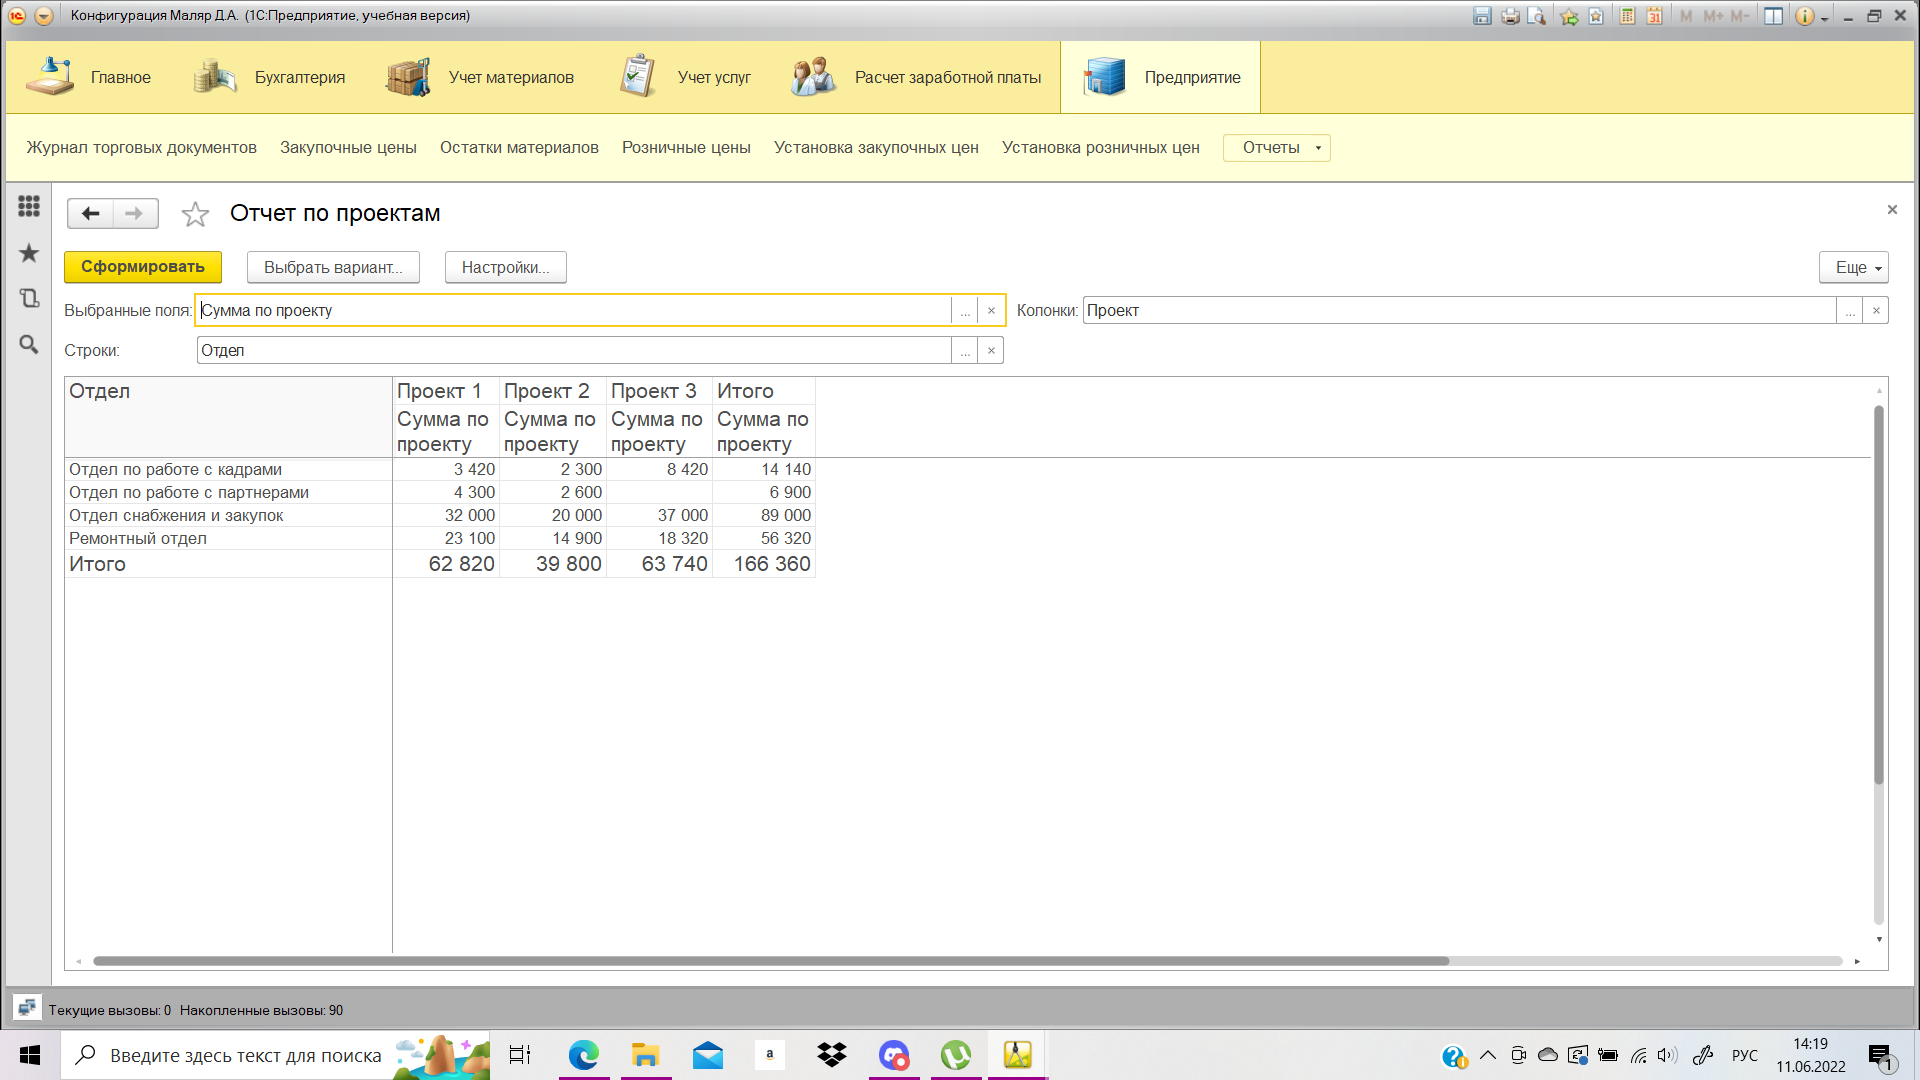 Конфигурация Маляр Д.А. (1С:Предприятие, учебная версия)
M M+ M-
Главное Бухгалтерия Учет материалов Учет услуг Расчет заработной платы Предприятие
Журнал торговых документов Закупочные цены Остатки материалов Розничные цены Установка закупочных цен Установка розничных цен Отчеты
Отчет по проектам
Сформировать Выбрать вариант... Настройки... Еще
Выбранные поля: Сумма по проекту ... × Колонки: Проект ... ×
Строки: Отдел ... ×
Отдел Проект 1 Проект 2 Проект 3 Итого
Сумма по проекту Сумма по проекту Сумма по проекту Сумма по проекту
Отдел по работе с кадрами 3 420 2 300 8 420 14 140
Отдел по работе с партнерами 4 300 2 600 6 900
Отдел снабжения и закупок 32 000 20 000 37 000 89 000
Ремонтный отдел 23 100 14 900 18 320 56 320
Итого 62 820 39 800 63 740 166 360
Текущие вызовы: 0 Накопленные вызовы: 90
Введите здесь текст для поиска
a
РУС
14:19
11.06.2022
1